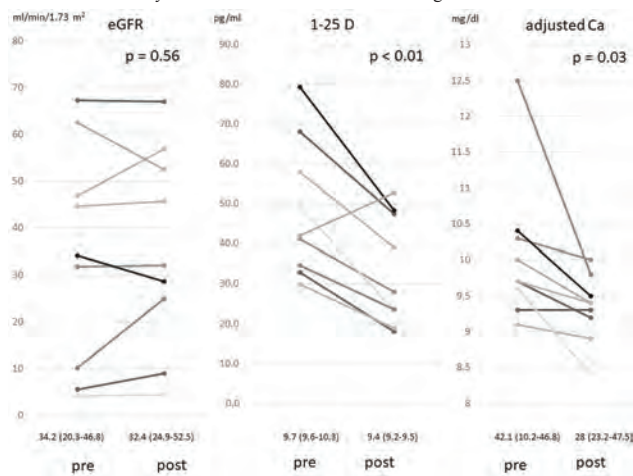 ml/min/1.73 m²
eGFR
p = 0.56
80
70
60
50
40
30
20
10
0
34.2 (20.3-46.8) 32.4 (24.9-52.5)
pre post
pg/ml
1-25 D
p < 0.01
90.0
80.0
70.0
60.0
50.0
40.0
30.0
20.0
10.0
0.0
9.7 (9.6-10.3) 9.4 (9.2-9.5)
pre post
mg/dl
adjusted Ca
p = 0.03
13
12.5
12
11.5
11
10.5
10
9.5
9
8.5
8
42.1 (10.2-46.8) 28 (23.2-47.5)
pre post